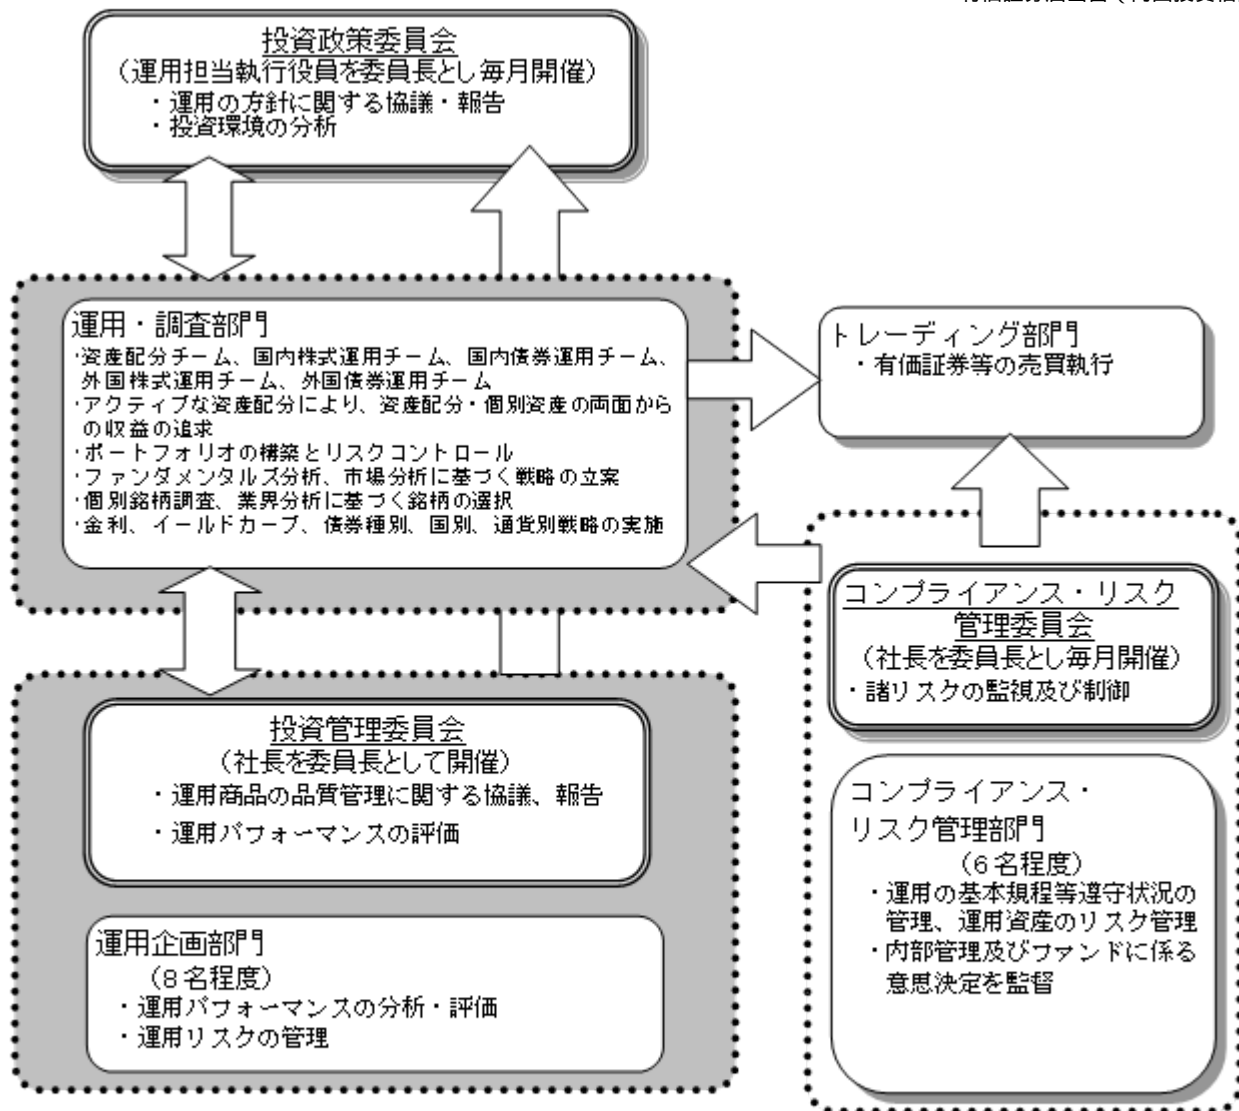 投資政策委員会
(運用担当執行役員を委員長とし毎月開催)
・運用の方針に関する協議・報告
・投資環境の分析
運用・調査部門
・資産配分チーム、国内株式運用チーム、国内債券運用チーム、
外国株式運用チーム、外国債券運用チーム
・アクティブな資産配分により、資産配分・個別資産の両面から
の収益の追求
・ポートフォリオの構築とリスクコントロール
・ファンダメンタルズ分析、市場分析に基づく戦略の立案
・個別銘柄調査、業界分析に基づく銘柄の選択
・金利、イールドカーブ、債券種別、国別、通貨別戦略の実施
トレーディング部門
・有価証券等の売買執行
コンプライアンス・リスク
管理委員会
(社長を委員長とし毎月開催)
・諸リスクの監視及び制御
投資管理委員会
(社長を委員長として開催)
・運用商品の品質管理に関する協議、報告
・運用パフォーマンスの評価
コンプライアンス・
リスク管理部門
(6名程度)
・運用の基本規程等遵守状況の
管理、運用資産のリスク管理
・内部管理及びファンドに係る
意思決定を監督
運用企画部門
(8名程度)
・運用パフォーマンスの分析・評価
・運用リスクの管理